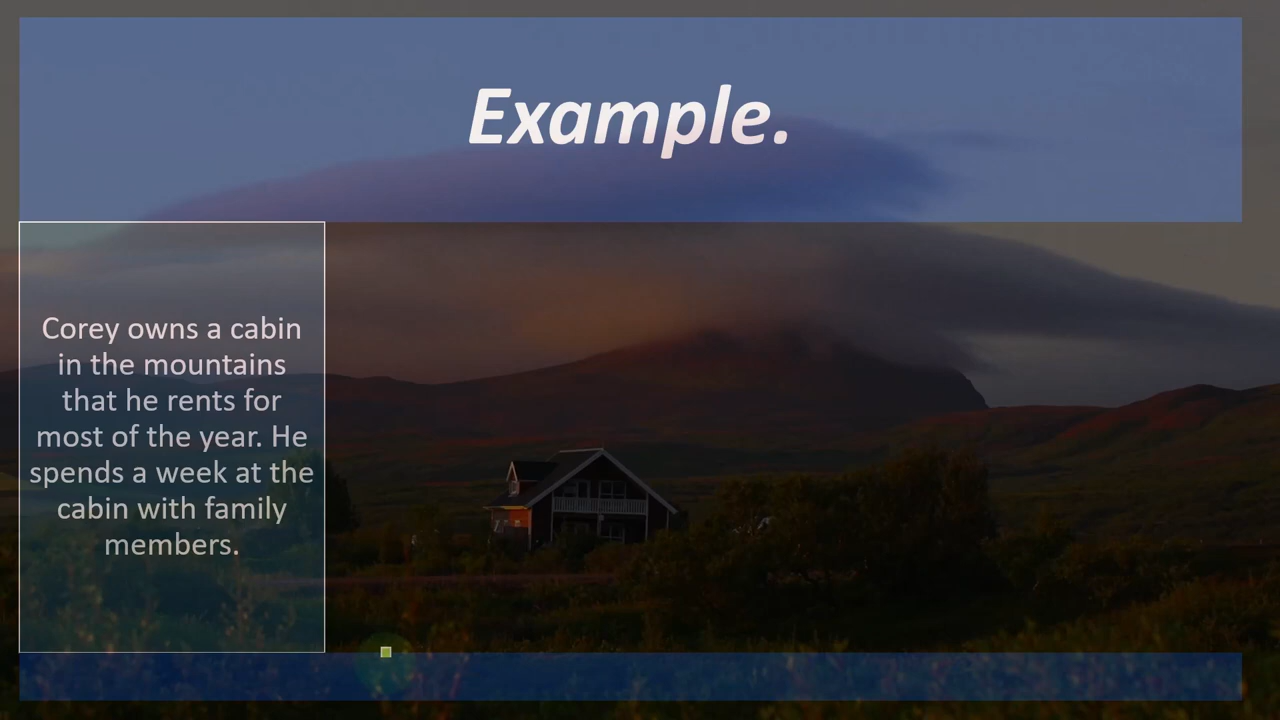 Example.
Corey owns a cabin
in the mountains
that he rents for
most of the year. He
spends a week at the
cabin with family
members.